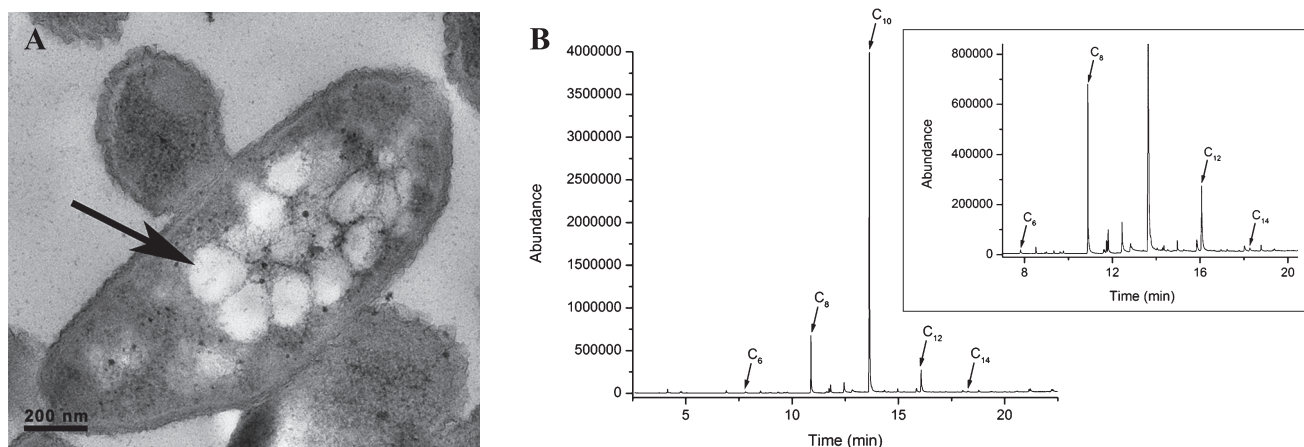 A
200 nm
B
Abundance
4000000
3500000
3000000
2500000
2000000
1500000
1000000
500000
0
5
10
15
20
Time (min)
C₆
C₈
C₁₀
C₁₂
C₁₄
Abundance
800000
600000
400000
200000
0
8
12
16
20
Time (min)
C₆
C₈
C₁₂
C₁₄